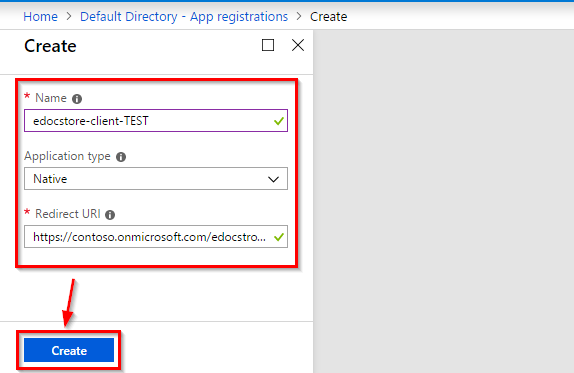 Home > Default Directory - App registrations > Create
Create
* Name
edocstore-client-TEST
Application type
Native
* Redirect URI
https://contoso.onmicrosoft.com/edocstro...
Create